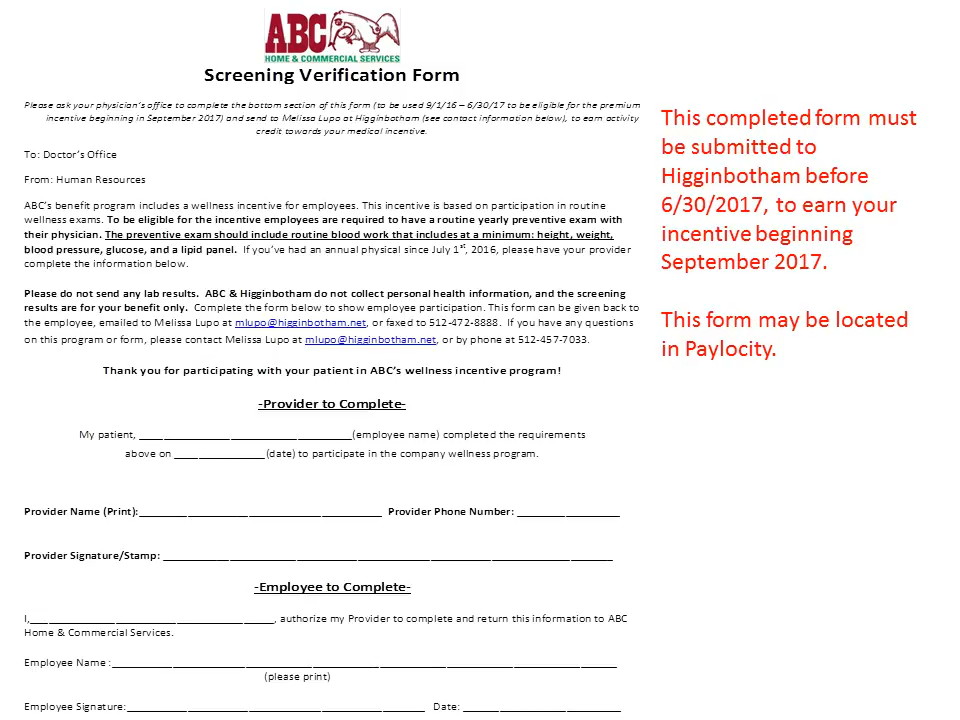 ABC
HOME & COMMERCIAL SERVICES
Screening Verification Form
Please ask your physician's office to complete the bottom section of this form (to be used 9/1/16 – 6/30/17 to be eligible for the premium
incentive beginning in September 2017) and send to Melissa Lupo at Higginbotham (see contact information below), to earn activity
credit towards your medical incentive.
To: Doctor's Office
From: Human Resources
ABC's benefit program includes a wellness incentive for employees. This incentive is based on participation in routine
wellness exams. To be eligible for the incentive employees are required to have a routine yearly preventive exam with
their physician. The preventive exam should include routine blood work that includes at a minimum: height, weight,
blood pressure, glucose, and a lipid panel. If you've had an annual physical since July 1st, 2016, please have your provider
complete the information below.
Please do not send any lab results. ABC & Higginbotham do not collect personal health information, and the screening
results are for your benefit only. Complete the form below to show employee participation. This form can be given back to
the employee, emailed to Melissa Lupo at mlupo@higginbotham.net, or faxed to 512-472-8888. If you have any questions
on this program or form, please contact Melissa Lupo at mlupo@higginbotham.net, or by phone at 512-457-7033.
Thank you for participating with your patient in ABC's wellness incentive program!
-Provider to Complete-
My patient, ___________________________________(employee name) completed the requirements
above on _______________(date) to participate in the company wellness program.
Provider Name (Print):________________________________________ Provider Phone Number: _________________
Provider Signature/Stamp: __________________________________________________________________________
-Employee to Complete-
I,________________________________________, authorize my Provider to complete and return this information to ABC
Home & Commercial Services.
Employee Name :___________________________________________________________________________________
(please print)
Employee Signature:_________________________________________________ Date: __________________________
This completed form must
be submitted to
Higginbotham before
6/30/2017, to earn your
incentive beginning
September 2017.
This form may be located
in Paylocity.